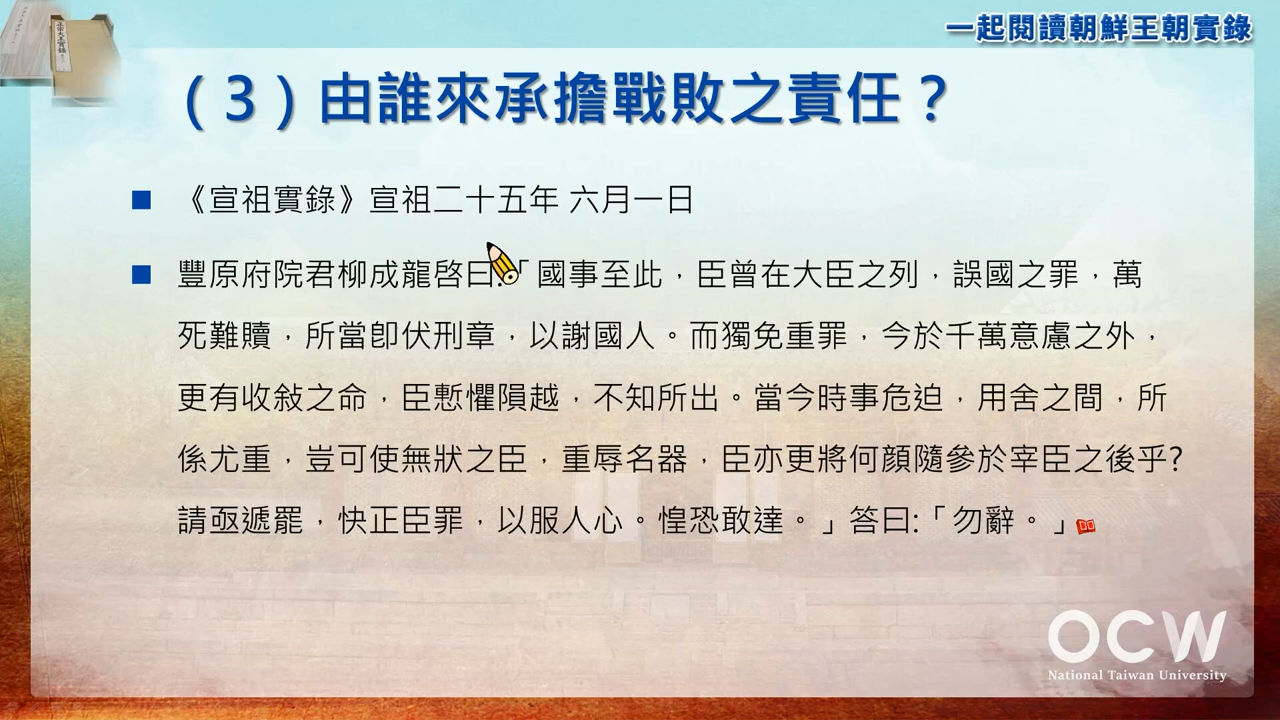 一起閱讀朝鮮王朝實錄
（3）由誰來承擔戰敗之責任？
《宣祖實錄》宣祖二十五年 六月一日
豐原府院君柳成龍啓曰:「國事至此，臣曾在大臣之列，誤國之罪，萬
死難贖，所當卽伏刑章，以謝國人。而獨免重罪，今於千萬意慮之外，
更有收敍之命，臣慙懼隕越，不知所出。當今時事危迫，用舍之間，所
係尤重，豈可使無狀之臣，重辱名器，臣亦更將何顔隨參於宰臣之後乎?
請亟遞罷，快正臣罪，以服人心。惶恐敢達。」答曰:「勿辭。」
OCW
National Taiwan University